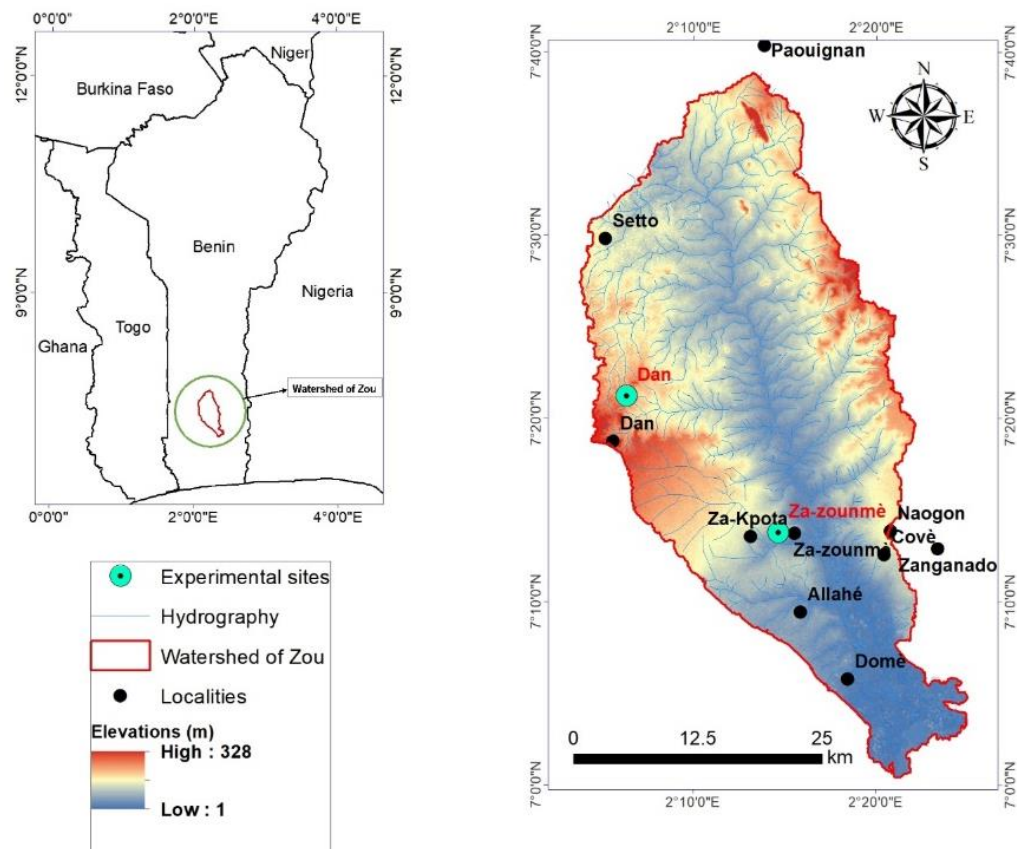 0°0'0" 2°0'0"E 4°0'0"E
12°0'0"N
9°0'0"N
Niger
Burkina Faso
Benin
Nigeria
Togo
Ghana
Watershed of Zou
12°0'0"N
9°0'0"N
0°0'0" 2°0'0"E 4°0'0"E
Experimental sites
Hydrography
Watershed of Zou
Localities
Elevations (m)
High : 328
Low : 1
2°10'0"E 2°20'0"E
7°40'0"N
7°30'0"N
7°20'0"N
7°10'0"N
7°0'0"N
Paouignan
N
W E
S
Setto
Dan
Dan
Za-zounmè
Naogon
Za-Kpota
Covè
Za-zounmè
Zanganado
Allahé
Domè
0 12.5 25
km
7°40'0"N
7°30'0"N
7°20'0"N
7°10'0"N
7°0'0"N
2°10'0"E 2°20'0"E